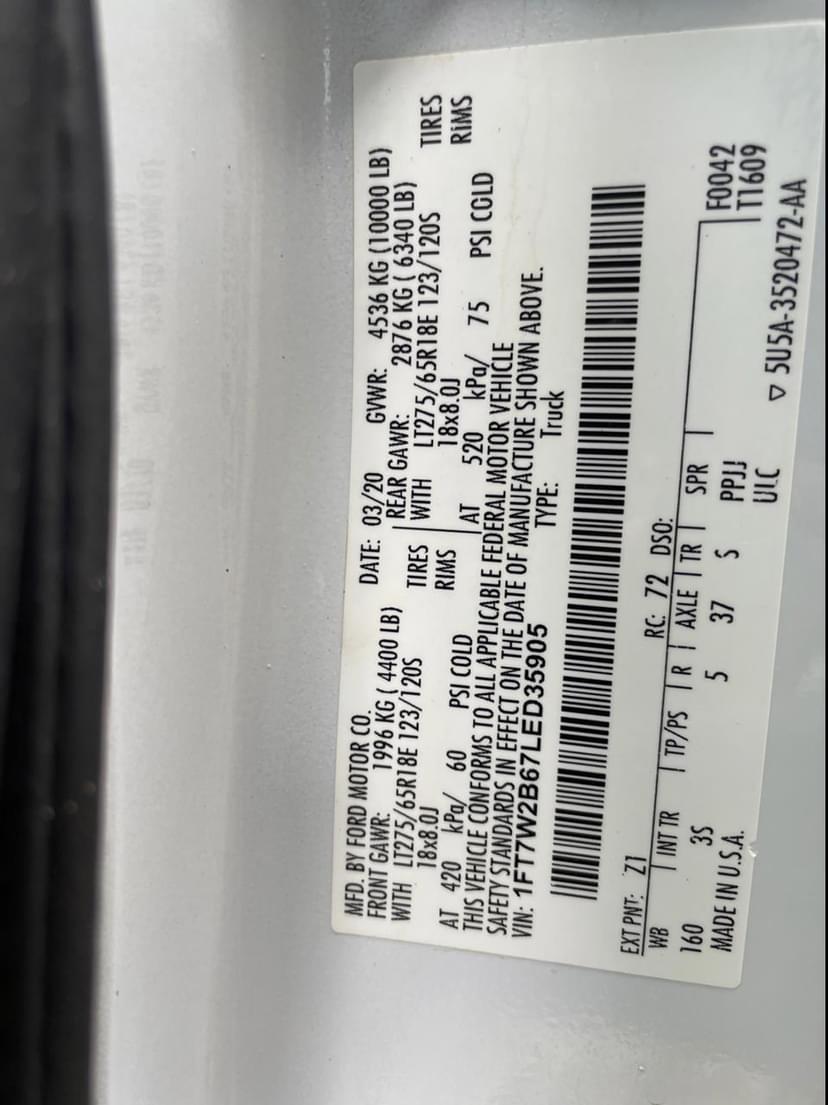 MFD. BY FORD MOTOR CO.
DATE: 03/20 GVWR: 4536 KG (10000 LB)
FRONT GAWR: 1996 KG ( 4400 LB) REAR GAWR: 2876 KG ( 6340 LB)
WITH LT275/65R18E 123/120S TIRES WITH LT275/65R18E 123/120S TIRES
18x8.0J RIMS 18x8.0J RiMS
AT 420 kPa/ 60 PSI COLD AT 520 kPa/ 75 PSI COLD
THIS VEHICLE CONFORMS TO ALL APPLICABLE FEDERAL MOTOR VEHICLE
SAFETY STANDARDS IN EFFECT ON THE DATE OF MANUFACTURE SHOWN ABOVE.
VIN: 1FT7W2B67LED35905 TYPE: Truck
EXT PNT: Z1 RC: 72 DSO:
WB INT TR TP/PS R AXLE TR SPR
160 3S 5 37 S PPJJ F0042 T1609
MADE IN U.S.A. ULC
▽ 5U5A-3520472-AA